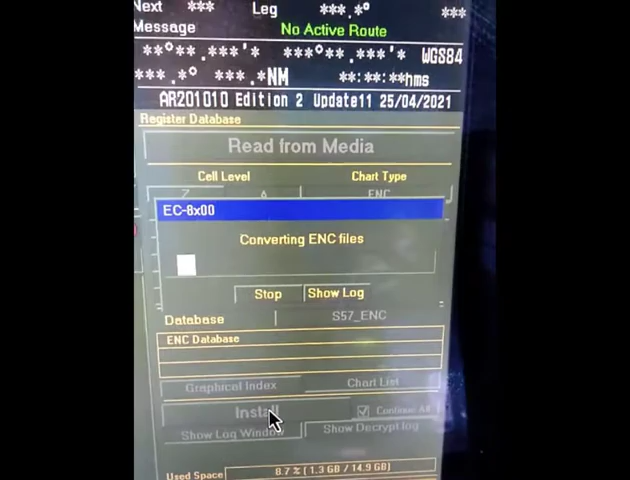 Next *** Leg ***.*° ***
Message No Active Route
**°**.***'* ***°**.***'* WGS84
***.*° ***.*NM **:**:**hms
AR201010 Edition 2 Update11 25/04/2021
Register Database
Read from Media
Cell Level Chart Type
ENC
EC-8x00
Converting ENC files
Stop Show Log
Database S57_ENC
ENC Database
Graphical Index Chart List
Install Continue All
Show Log Window Show Decrypt log
Used Space 8.7 % ( 1.3 GB / 14.9 GB)